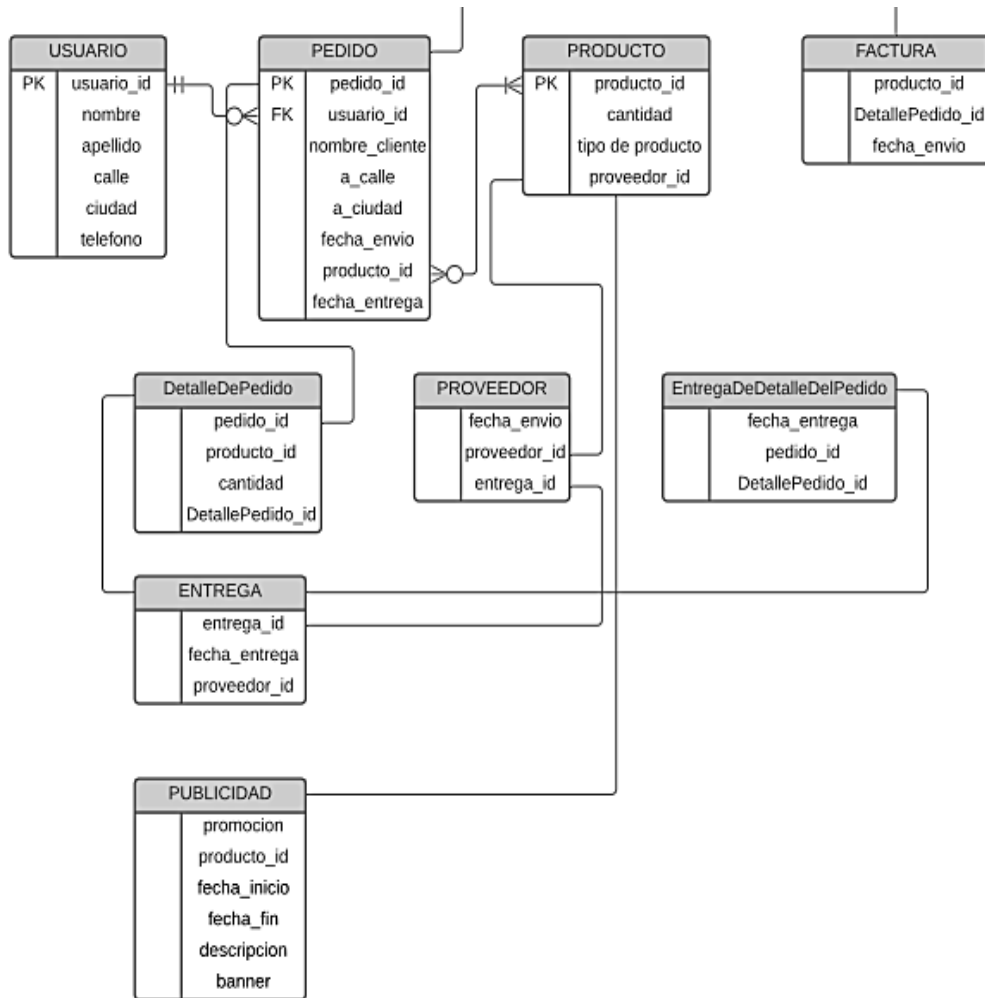 USUARIO
PK usuario_id
nombre
apellido
calle
ciudad
telefono
PEDIDO
PK pedido_id
FK usuario_id
nombre_cliente
a_calle
a_ciudad
fecha_envio
producto_id
fecha_entrega
PRODUCTO
PK producto_id
cantidad
tipo de producto
proveedor_id
FACTURA
producto_id
DetallePedido_id
fecha_envio
DetalleDePedido
pedido_id
producto_id
cantidad
DetallePedido_id
PROVEEDOR
fecha_envio
proveedor_id
entrega_id
EntregaDeDetalleDelPedido
fecha_entrega
pedido_id
DetallePedido_id
ENTREGA
entrega_id
fecha_entrega
proveedor_id
PUBLICIDAD
promocion
producto_id
fecha_inicio
fecha_fin
descripcion
banner